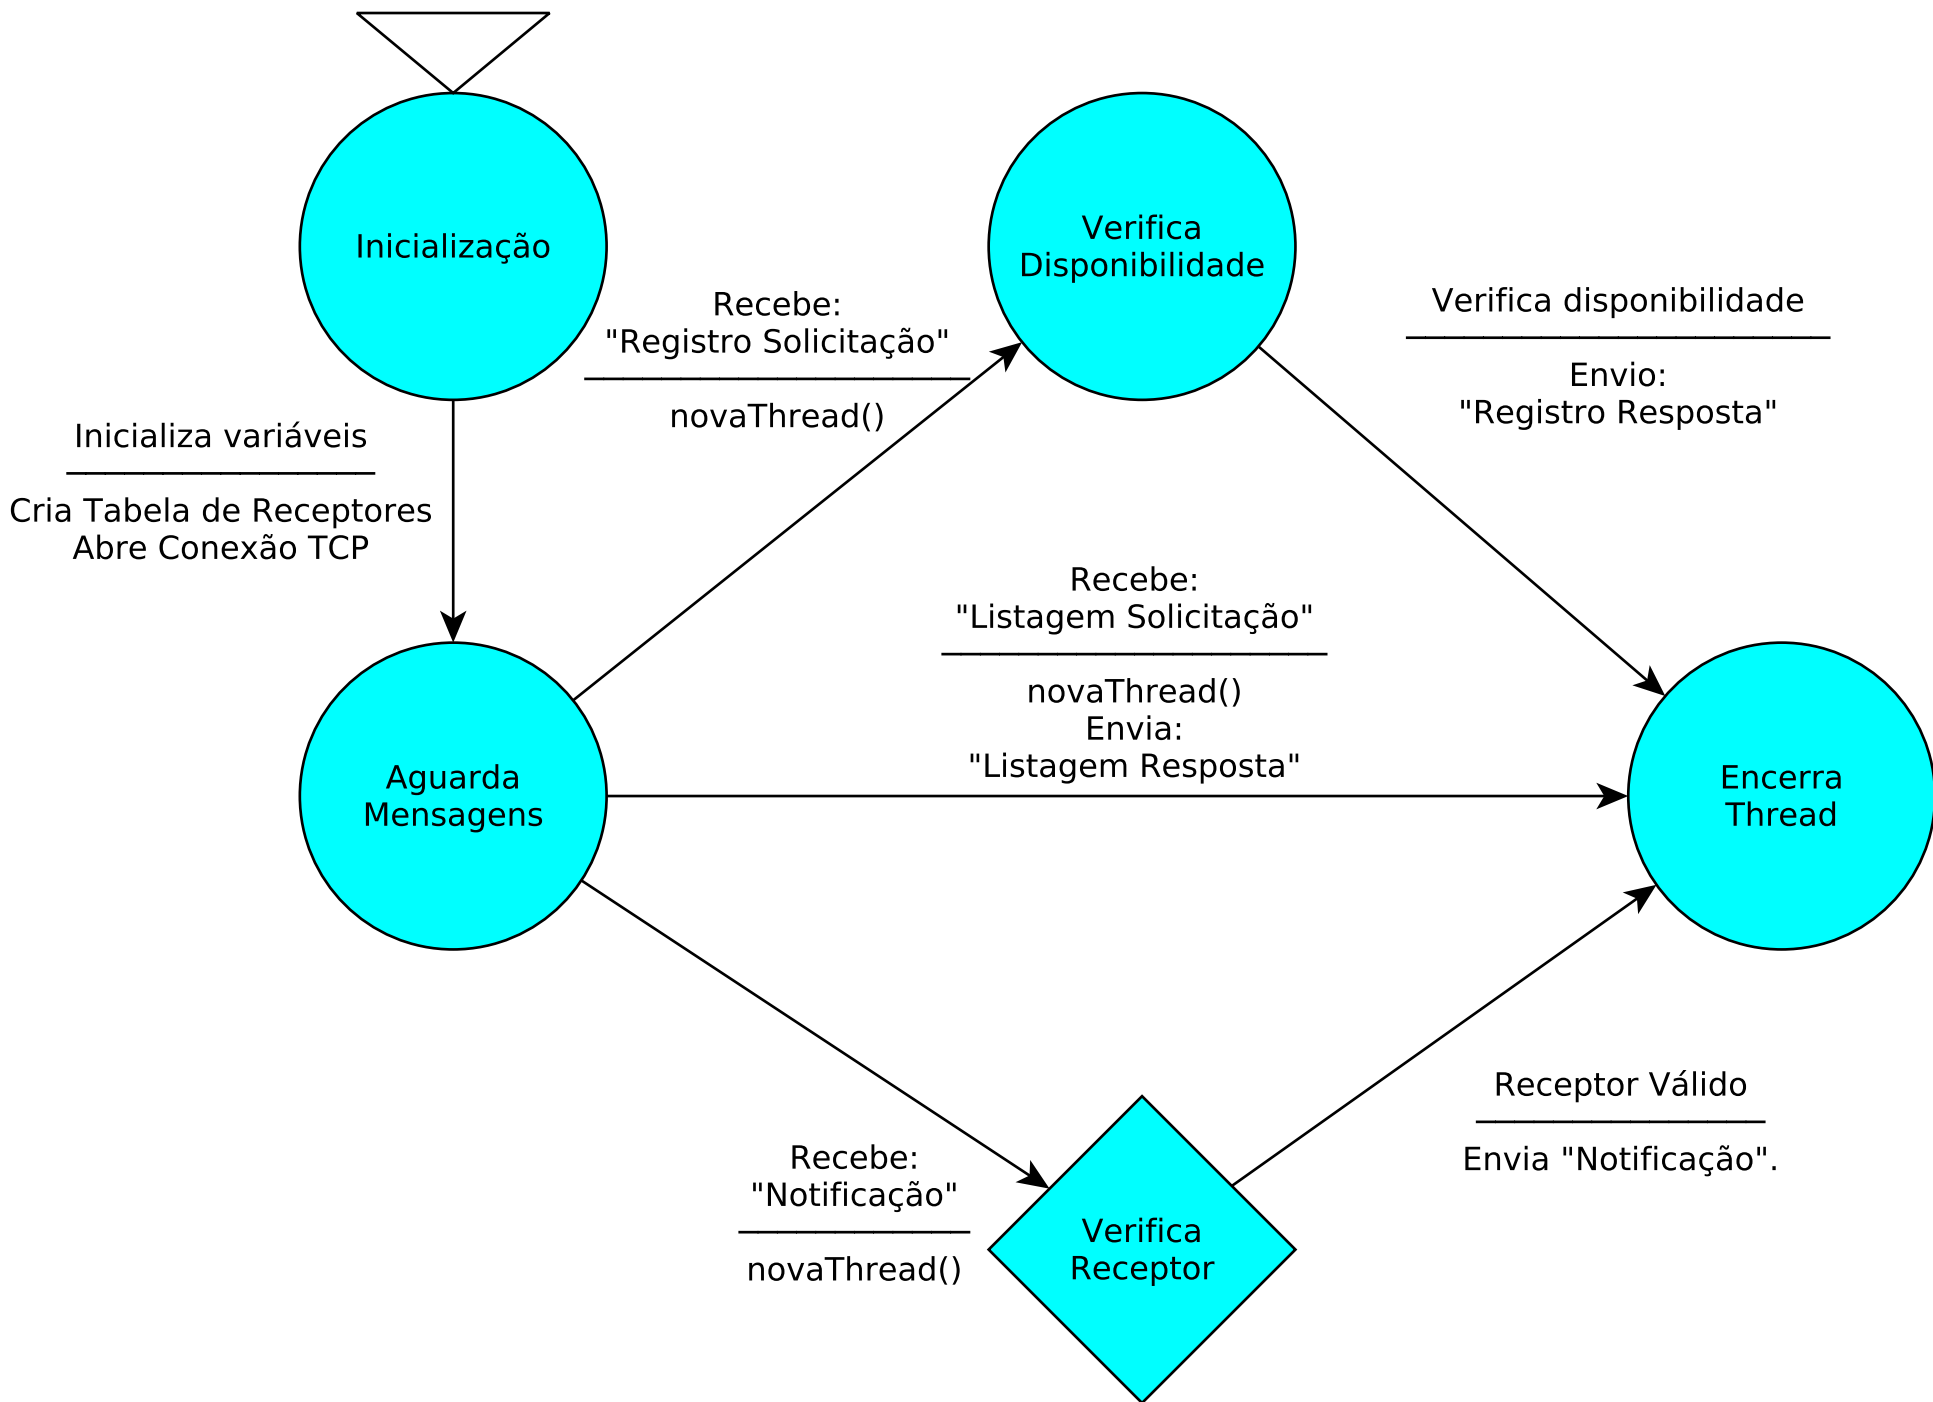 Inicialização
Verifica
Disponibilidade
Recebe:
"Registro Solicitação"
novaThread()
Verifica disponibilidade
Envio:
"Registro Resposta"
Inicializa variáveis
Cria Tabela de Receptores
Abre Conexão TCP
Recebe:
"Listagem Solicitação"
novaThread()
Envia:
"Listagem Resposta"
Aguarda
Mensagens
Encerra
Thread
Recebe:
"Notificação"
novaThread()
Receptor Válido
Envia "Notificação".
Verifica
Receptor